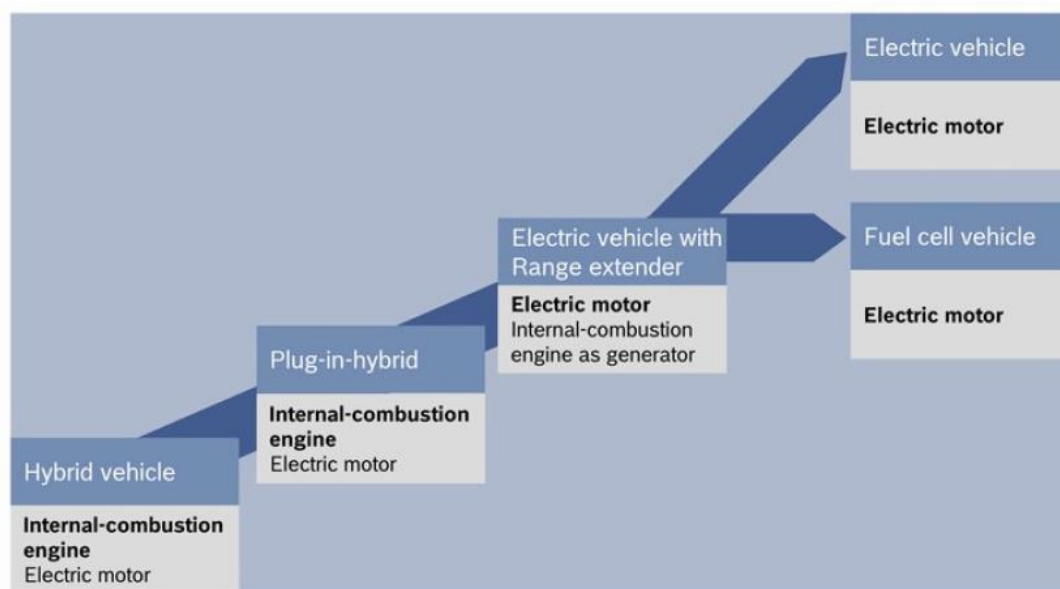 Electric vehicle
Electric motor
Fuel cell vehicle
Electric motor
Electric vehicle with
Range extender
Electric motor
Internal-combustion
engine as generator
Plug-in-hybrid
Internal-combustion
engine
Electric motor
Hybrid vehicle
Internal-combustion
engine
Electric motor